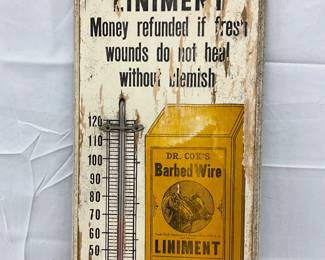 LINIMENT
Money refunded if fresh
wounds do not heal
without blemish
120
110
100
90
80
70
60
50
DR. COX'S
Barbed Wire
LINIMENT